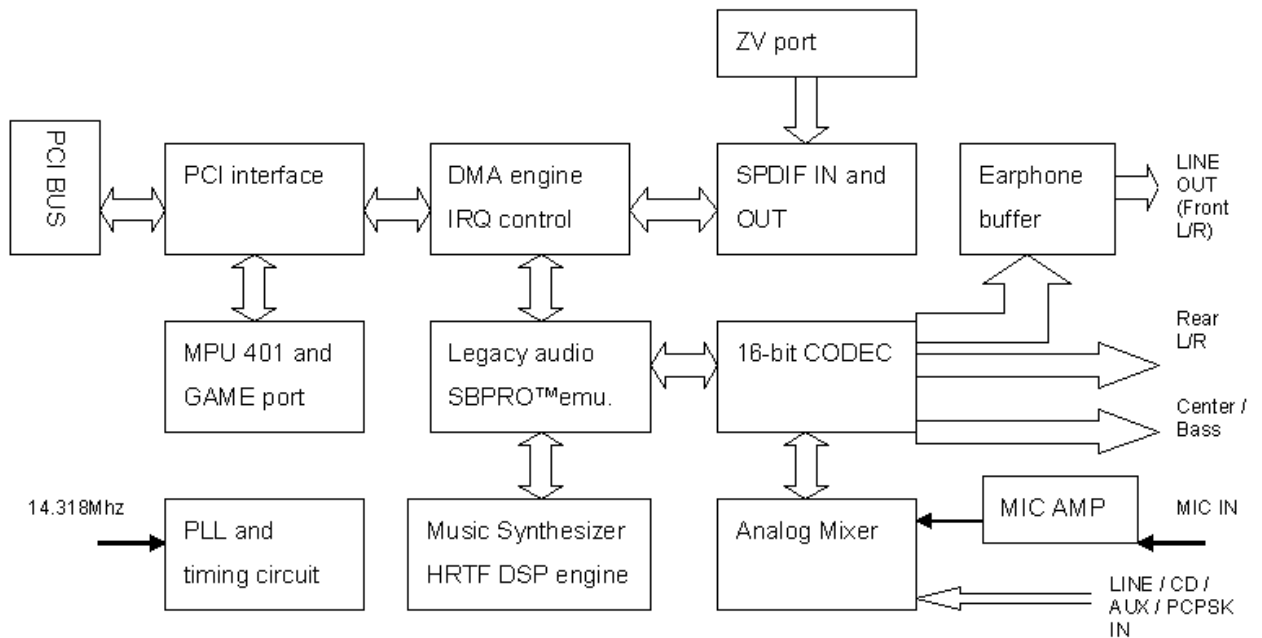 ZV port
PCI BUS
PCI interface
DMA engine
IRQ control
SPDIF IN and
OUT
Earphone
buffer
LINE
OUT
(Front
L/R)
MPU 401 and
GAME port
Legacy audio
SBPRO™emu.
16-bit CODEC
Rear
L/R
Center /
Bass
14.318Mhz
PLL and
timing circuit
Music Synthesizer
HRTF DSP engine
Analog Mixer
MIC AMP
MIC IN
LINE / CD /
AUX / PCPSK
IN